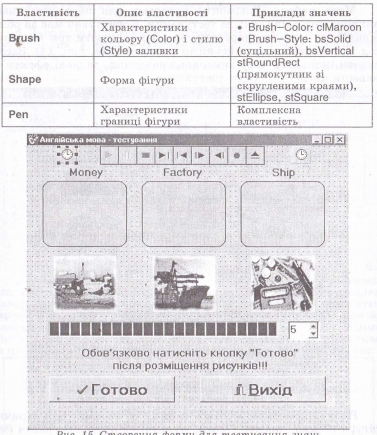 Властивість Опис властивості Приклади значень
Brush
Характеристики
кольору (Color) і стилю
(Style) заливки
• Brush–Color: clMaroon
• Brush–Style: bsSolid
(суцільний), bsVertical
Shape
Форма фігури
stRoundRect
(прямокутник зі
скругленими краями),
stEllipse, stSquare
Pen
Характеристики
границі фігури
Комплексна
властивість
Англійська мова - тестування
Money Factory Ship
5
Обов'язково натисніть кнопку "Готово"
після розміщення рисунків!!!
Готово Вихід
Рис. 15. Створення форми для тестування знань